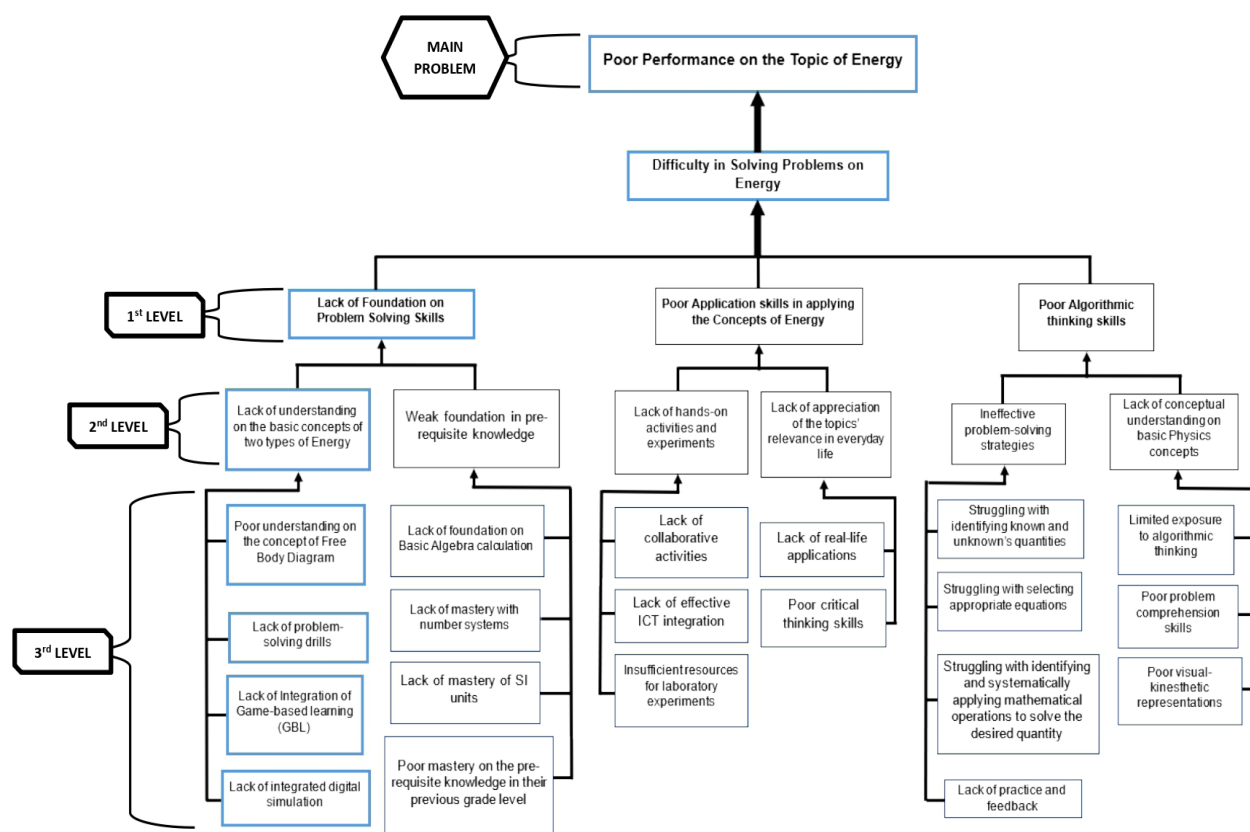 MAIN
PROBLEM
Poor Performance on the Topic of Energy
Difficulty in Solving Problems on
Energy
1st LEVEL
Lack of Foundation on
Problem Solving Skills
Poor Application skills in applying
the Concepts of Energy
Poor Algorithmic
thinking skills
2nd LEVEL
Lack of understanding
on the basic concepts of
two types of Energy
Weak foundation in pre-
requisite knowledge
Lack of hands-on
activities and
experiments
Lack of appreciation
of the topics'
relevance in everyday
life
Ineffective
problem-solving
strategies
Lack of conceptual
understanding on
basic Physics
concepts
3rd LEVEL
Poor understanding on
the concept of Free
Body Diagram
Lack of problem-
solving drills
Lack of Integration of
Game-based learning
(GBL)
Lack of integrated digital
simulation
Lack of foundation on
Basic Algebra calculation
Lack of mastery with
number systems
Lack of mastery of SI
units
Poor mastery on the pre-
requisite knowledge in their
previous grade level
Lack of
collaborative
activities
Lack of effective
ICT integration
Insufficient resources
for laboratory
experiments
Lack of real-life
applications
Poor critical
thinking skills
Struggling with
identifying known and
unknown's quantities
Struggling with selecting
appropriate equations
Struggling with identifying
and systematically
applying mathematical
operations to solve the
desired quantity
Lack of practice and
feedback
Limited exposure
to algorithmic
thinking
Poor problem
comprehension
skills
Poor visual-
kinesthetic
representations